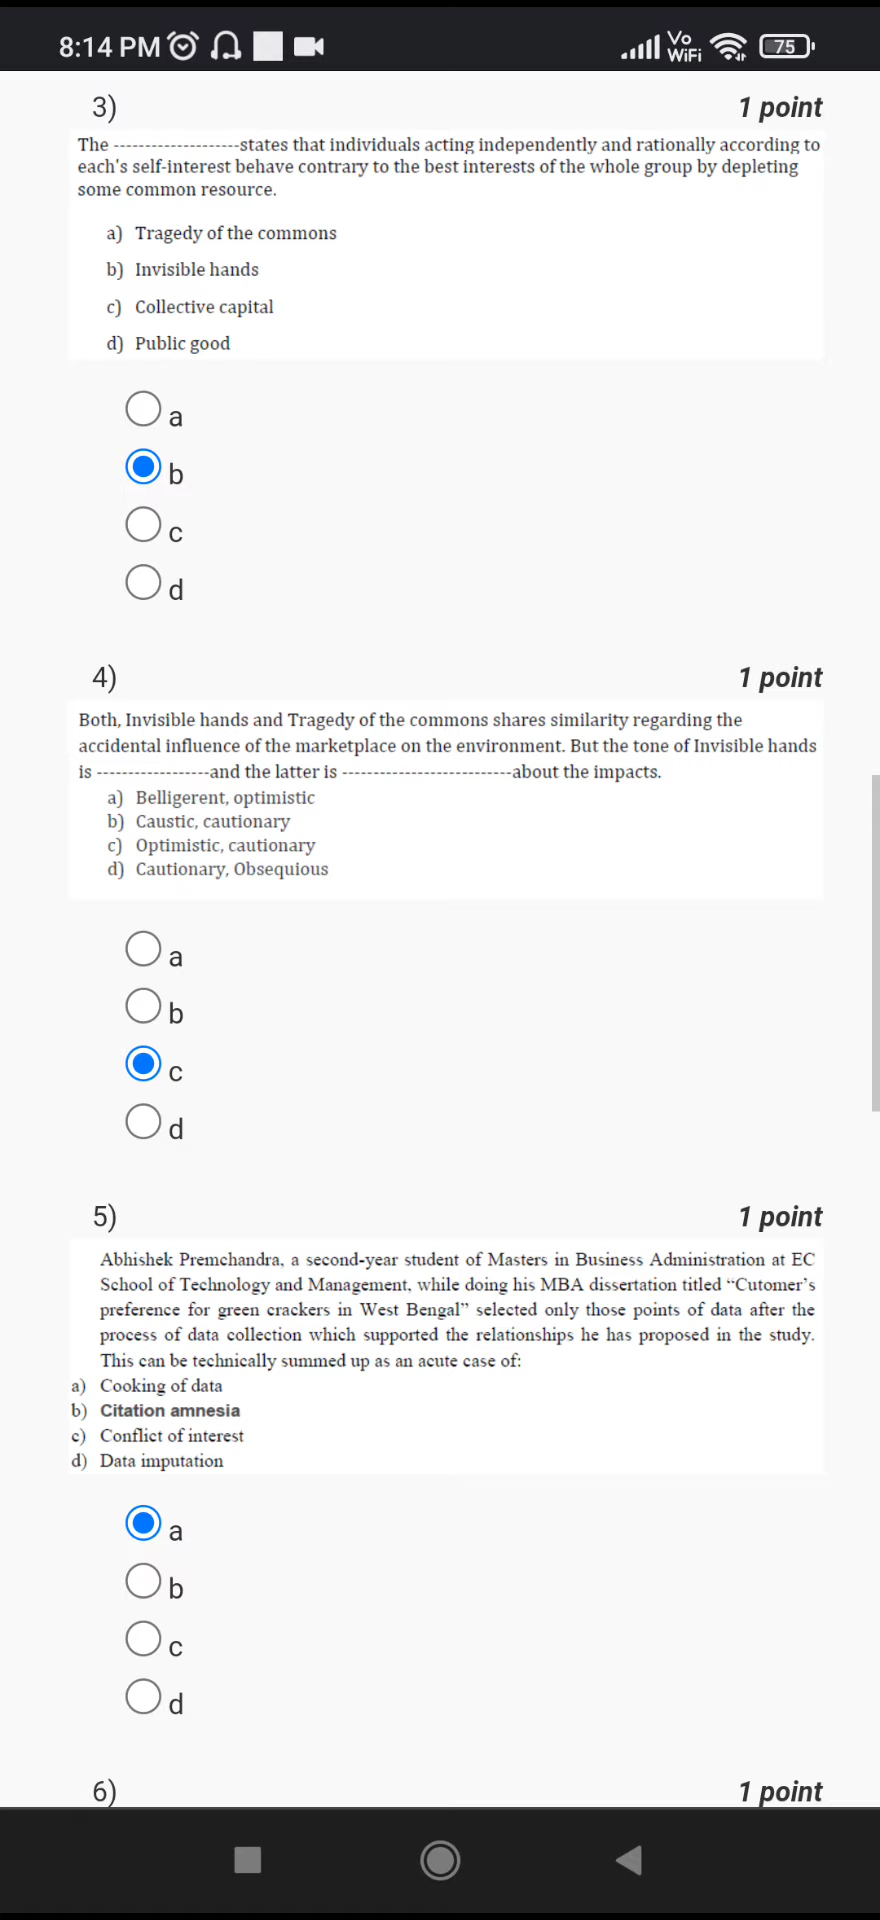 8:14 PM
Vo
WiFi
75
3)
1 point
The --------------------states that individuals acting independently and rationally according to
each's self-interest behave contrary to the best interests of the whole group by depleting
some common resource.
a) Tragedy of the commons
b) Invisible hands
c) Collective capital
d) Public good
a
b
c
d
4)
1 point
Both, Invisible hands and Tragedy of the commons shares similarity regarding the
accidental influence of the marketplace on the environment. But the tone of Invisible hands
is ------------------and the latter is ---------------------------about the impacts.
a) Belligerent, optimistic
b) Caustic, cautionary
c) Optimistic, cautionary
d) Cautionary, Obsequious
a
b
c
d
5)
1 point
Abhishek Premchandra, a second-year student of Masters in Business Administration at EC
School of Technology and Management, while doing his MBA dissertation titled “Cutomer’s
preference for green crackers in West Bengal” selected only those points of data after the
process of data collection which supported the relationships he has proposed in the study.
This can be technically summed up as an acute case of:
a) Cooking of data
b) Citation amnesia
c) Conflict of interest
d) Data imputation
a
b
c
d
6)
1 point